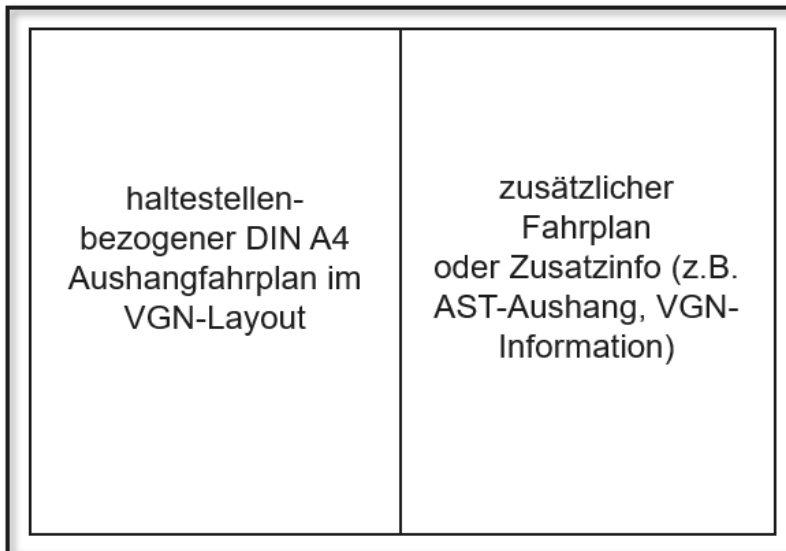 haltestellen-
bezogener DIN A4
Aushangfahrplan im
VGN-Layout
zusätzlicher
Fahrplan
oder Zusatzinfo (z.B.
AST-Aushang, VGN-
Information)